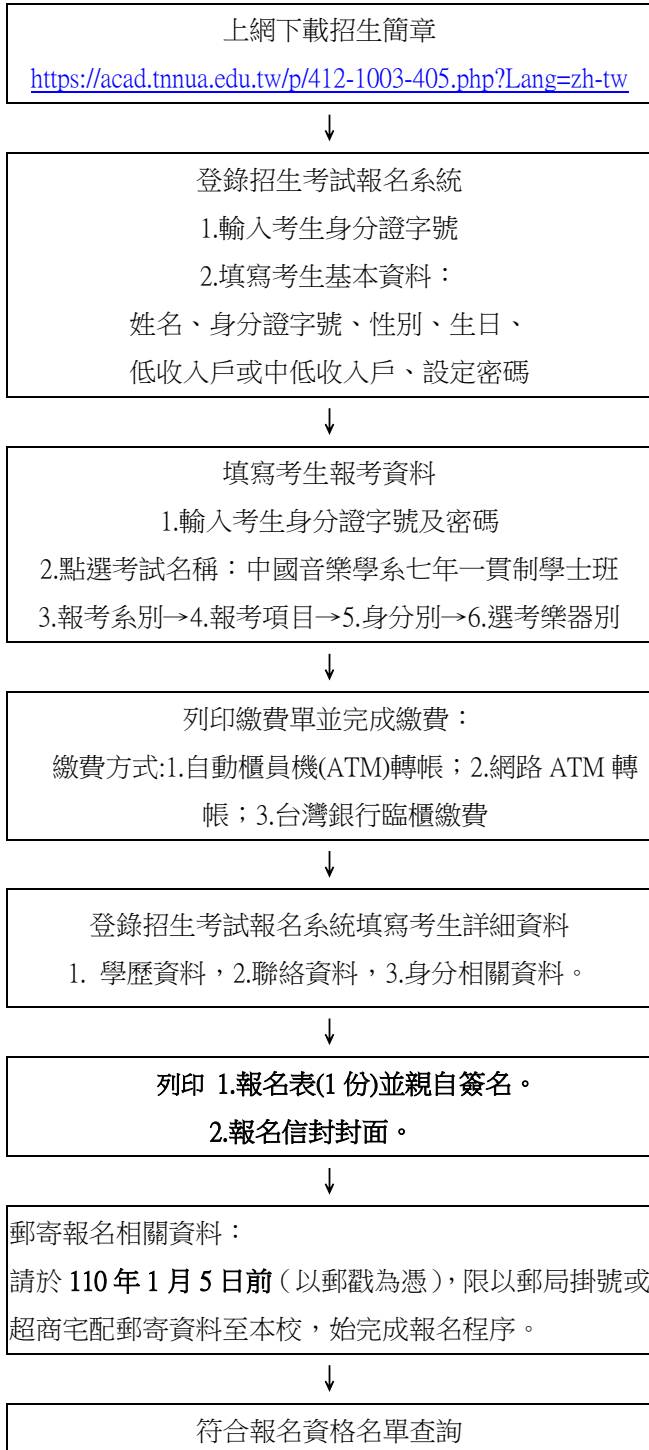 上網下載招生簡章
https://acad.tnnua.edu.tw/p/412-1003-405.php?Lang=zh-tw
↓
登錄招生考試報名系統
1.輸入考生身分證字號
2.填寫考生基本資料：
姓名、身分證字號、性別、生日、
低收入戶或中低收入戶、設定密碼
↓
填寫考生報考資料
1.輸入考生身分證字號及密碼
2.點選考試名稱：中國音樂學系七年一貫制學士班
3.報考系別→4.報考項目→5.身分別→6.選考樂器別
↓
列印繳費單並完成繳費：
繳費方式:1.自動櫃員機(ATM)轉帳；2.網路 ATM 轉
帳；3.台灣銀行臨櫃繳費
↓
登錄招生考試報名系統填寫考生詳細資料
1. 學歷資料，2.聯絡資料，3.身分相關資料。
↓
列印 1.報名表(1 份)並親自簽名。
2.報名信封封面。
↓
郵寄報名相關資料：
請於 110 年 1 月 5 日前（以郵戳為憑），限以郵局掛號或
超商宅配郵寄資料至本校，始完成報名程序。
↓
符合報名資格名單查詢